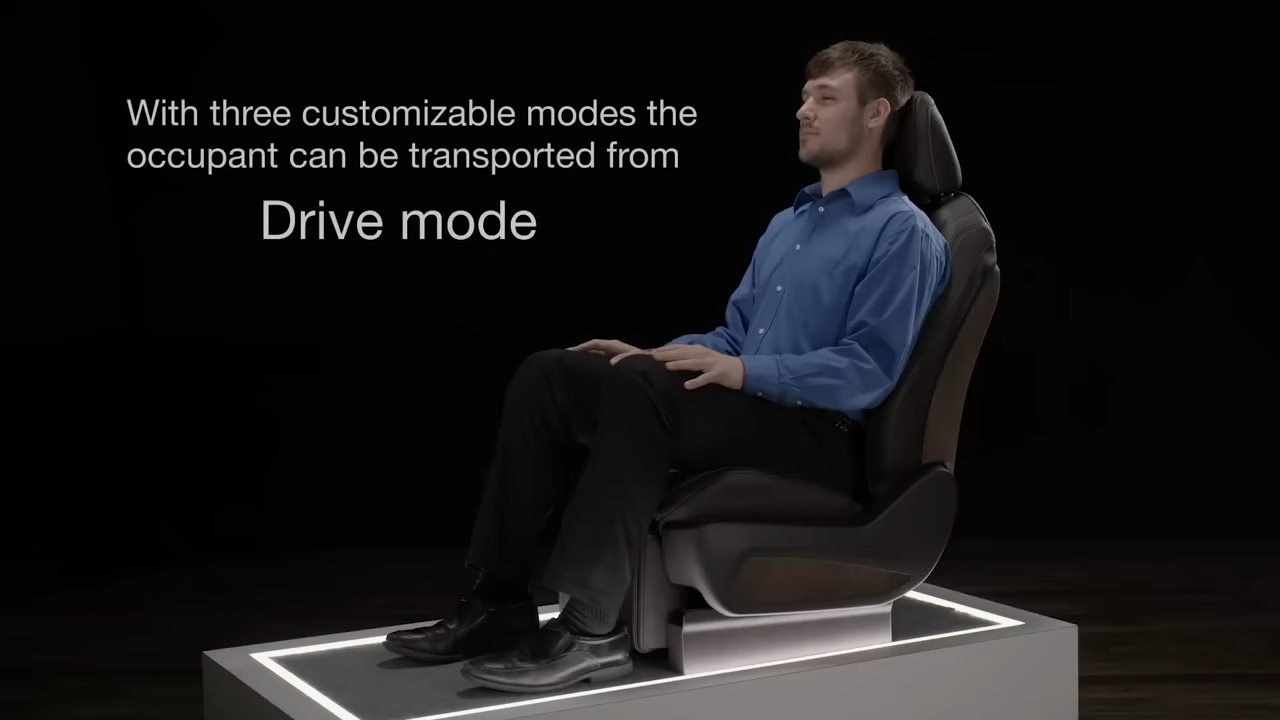 With three customizable modes the
occupant can be transported from
Drive mode